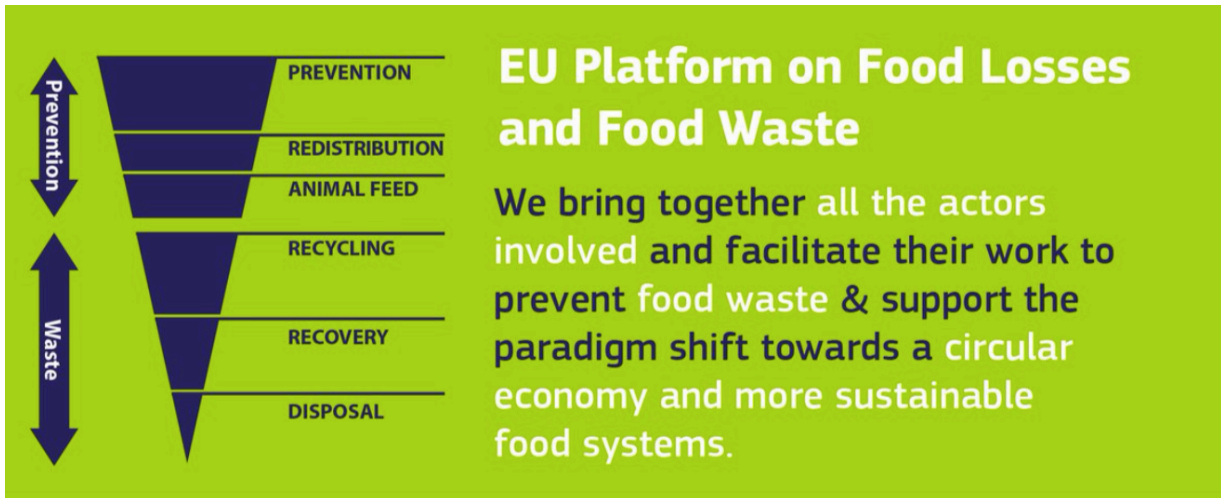 Prevention
PREVENTION
REDISTRIBUTION
ANIMAL FEED
Waste
RECYCLING
RECOVERY
DISPOSAL
EU Platform on Food Losses
and Food Waste
We bring together all the actors
involved and facilitate their work to
prevent food waste & support the
paradigm shift towards a circular
economy and more sustainable
food systems.